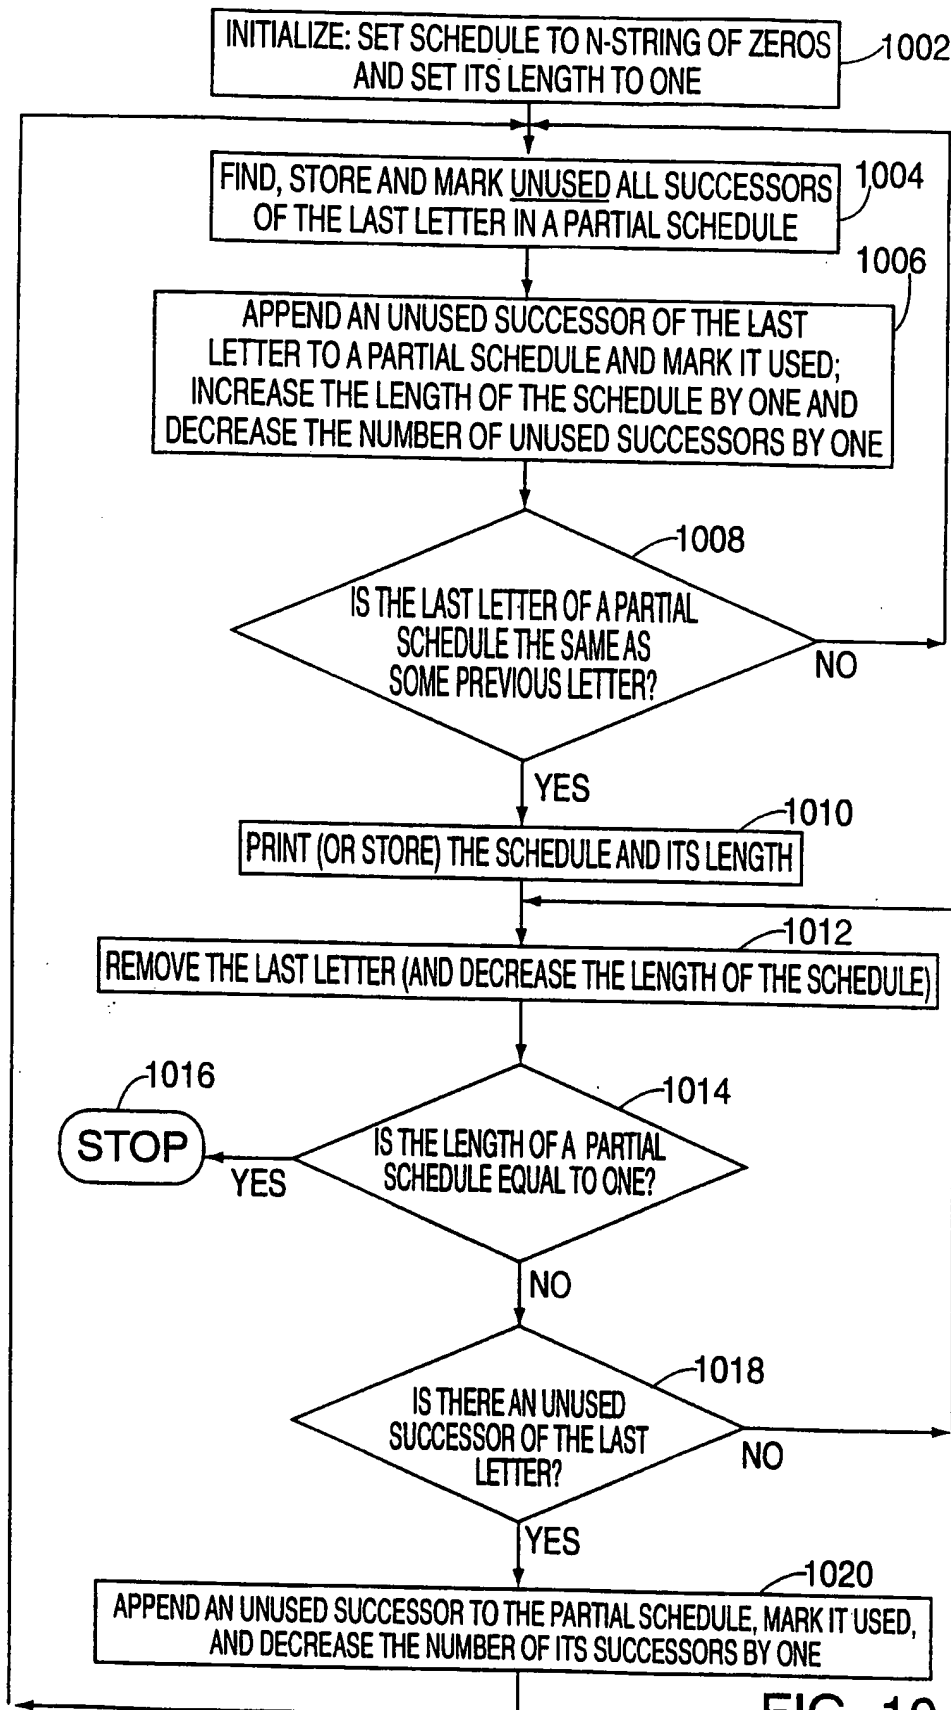 INITIALIZE: SET SCHEDULE TO N-STRING OF ZEROS
AND SET ITS LENGTH TO ONE
1002
FIND, STORE AND MARK UNUSED ALL SUCCESSORS
OF THE LAST LETTER IN A PARTIAL SCHEDULE
1004
1006
APPEND AN UNUSED SUCCESSOR OF THE LAST
LETTER TO A PARTIAL SCHEDULE AND MARK IT USED;
INCREASE THE LENGTH OF THE SCHEDULE BY ONE AND
DECREASE THE NUMBER OF UNUSED SUCCESSORS BY ONE
1008
IS THE LAST LETTER OF A PARTIAL
SCHEDULE THE SAME AS
SOME PREVIOUS LETTER?
NO
YES
1010
PRINT (OR STORE) THE SCHEDULE AND ITS LENGTH
1012
REMOVE THE LAST LETTER (AND DECREASE THE LENGTH OF THE SCHEDULE)
1016
STOP
YES
1014
IS THE LENGTH OF A PARTIAL
SCHEDULE EQUAL TO ONE?
NO
1018
IS THERE AN UNUSED
SUCCESSOR OF THE LAST
LETTER?
NO
YES
1020
APPEND AN UNUSED SUCCESSOR TO THE PARTIAL SCHEDULE, MARK IT USED,
AND DECREASE THE NUMBER OF ITS SUCCESSORS BY ONE
FIG. 10